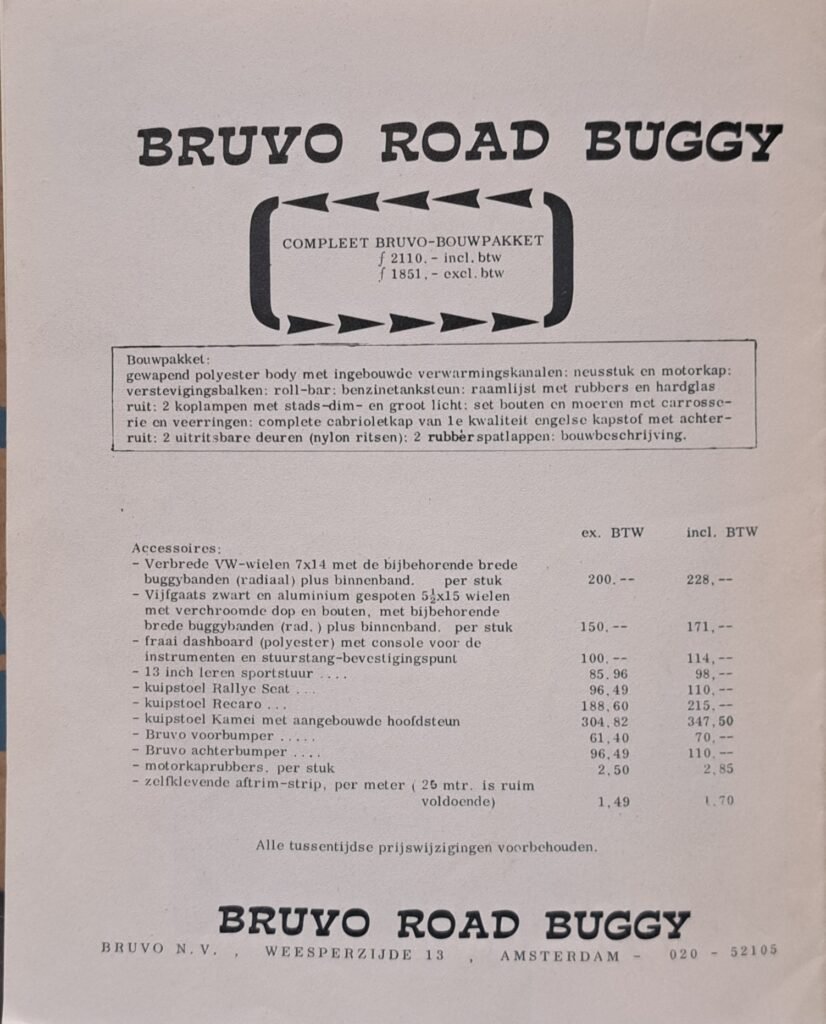 BRUVO ROAD BUGGY
COMPLEET BRUVO-BOUWPAKKET
ƒ 2110,- incl. btw
ƒ 1851,- excl. btw
Bouwpakket:
gewapend polyester body met ingebouwde verwarmingskanalen: neusstuk en motorkap:
verstevigingsbalken: roll-bar: benzinetanksteun: raamlijst met rubbers en hardglas
ruit: 2 koplampen met stads-dim- en groot licht: set bouten en moeren met carrosse-
rie en veerringen: complete cabrioletkap van 1e kwaliteit engelse kapstof met achter-
ruit: 2 uitritsbare deuren (nylon ritsen): 2 rubber spatlappen: bouwbeschrijving.
ex. BTW incl. BTW
Accessoires:
- Verbrede VW-wielen 7x14 met de bijbehorende brede
buggybanden (radiaal) plus binnenband. per stuk 200,-- 228,--
- Vijfgaats zwart en aluminium gespoten 5½x15 wielen
met verchroomde dop en bouten, met bijbehorende
brede buggybanden (rad.) plus binnenband. per stuk 150,-- 171,--
- fraai dashboard (polyester) met console voor de
instrumenten en stuurstang-bevestigingspunt 100,-- 114,--
- 13 inch leren sportstuur .... 85,96 98,--
- kuipstoel Rallye Seat ... 96,49 110,--
- kuipstoel Recaro ... 188,60 215,--
- kuipstoel Kamei met aangebouwde hoofdsteun 304,82 347,50
- Bruvo voorbumper ..... 61,40 70,--
- Bruvo achterbumper .... 96,49 110,--
- motorkaprubbers. per stuk 2,50 2,85
- zelfklevende aftrim-strip, per meter ( 25 mtr. is ruim
voldoende) 1,49 1,70
Alle tussentijdse prijswijzigingen voorbehouden.
BRUVO ROAD BUGGY
BRUVO N.V. , WEESPERZIJDE 13 , AMSTERDAM - 020 - 52105